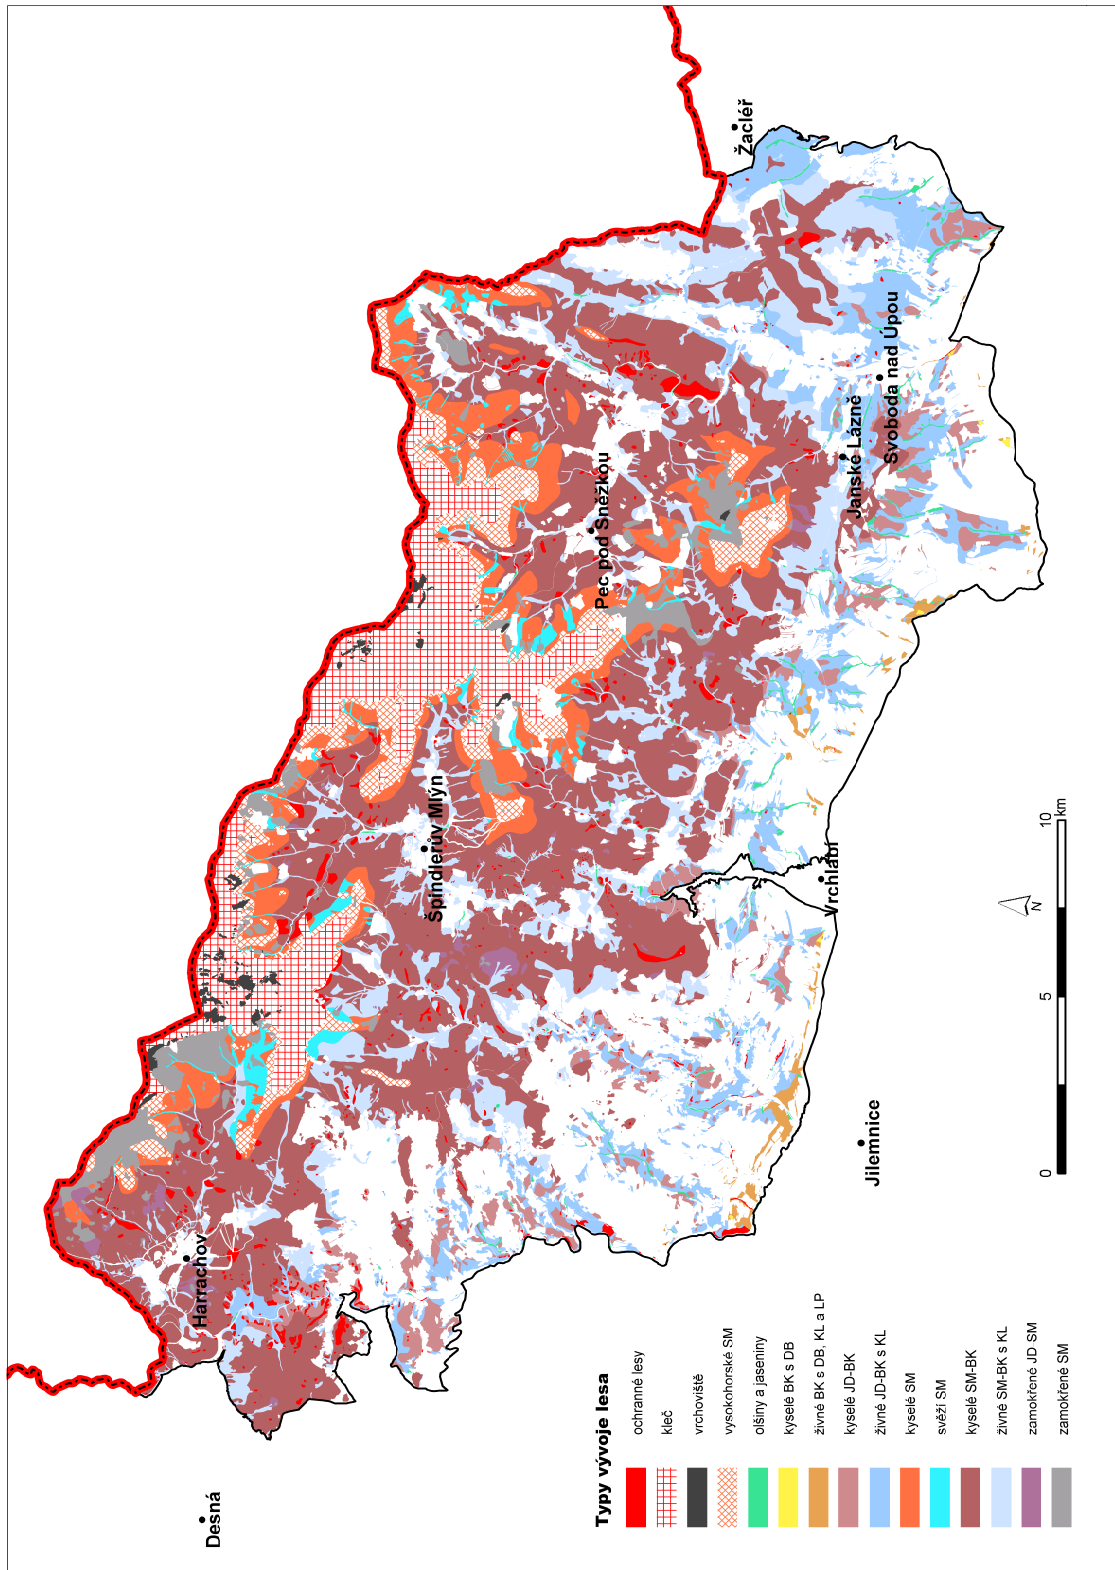 Desná
Harrachov
Špindlerův Mlýn
Pec pod Sněžkou
Žacléř
Jilemnice
Vrchlabí
Janské Lázně
Svoboda nad Úpou
Typy vývoje lesa
ochranné lesy
kleč
vrchoviště
vysokohorské SM
olšiny a jaseniny
kyselé BK s DB
živné BK s DB, KL a LP
kyselé JD-BK
živné JD-BK s KL
kyselé SM
svěží SM
kyselé SM-BK
živné SM-BK s KL
zamokřené JD SM
zamokřené SM
N
0 5 10 km